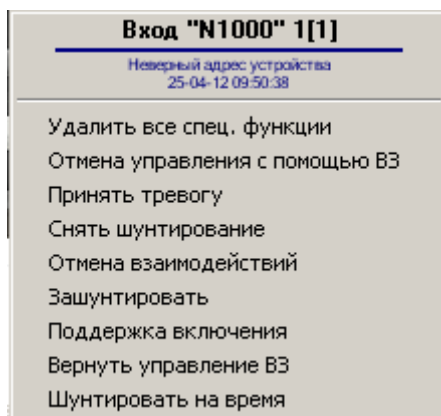 Вход "N1000" 1[1]
Неверный адрес устройства
25-04-12 09:50:38
Удалить все спец. функции
Отмена управления с помощью ВЗ
Принять тревогу
Снять шунтирование
Отмена взаимодействий
Зашунтировать
Поддержка включения
Вернуть управление ВЗ
Шунтировать на время